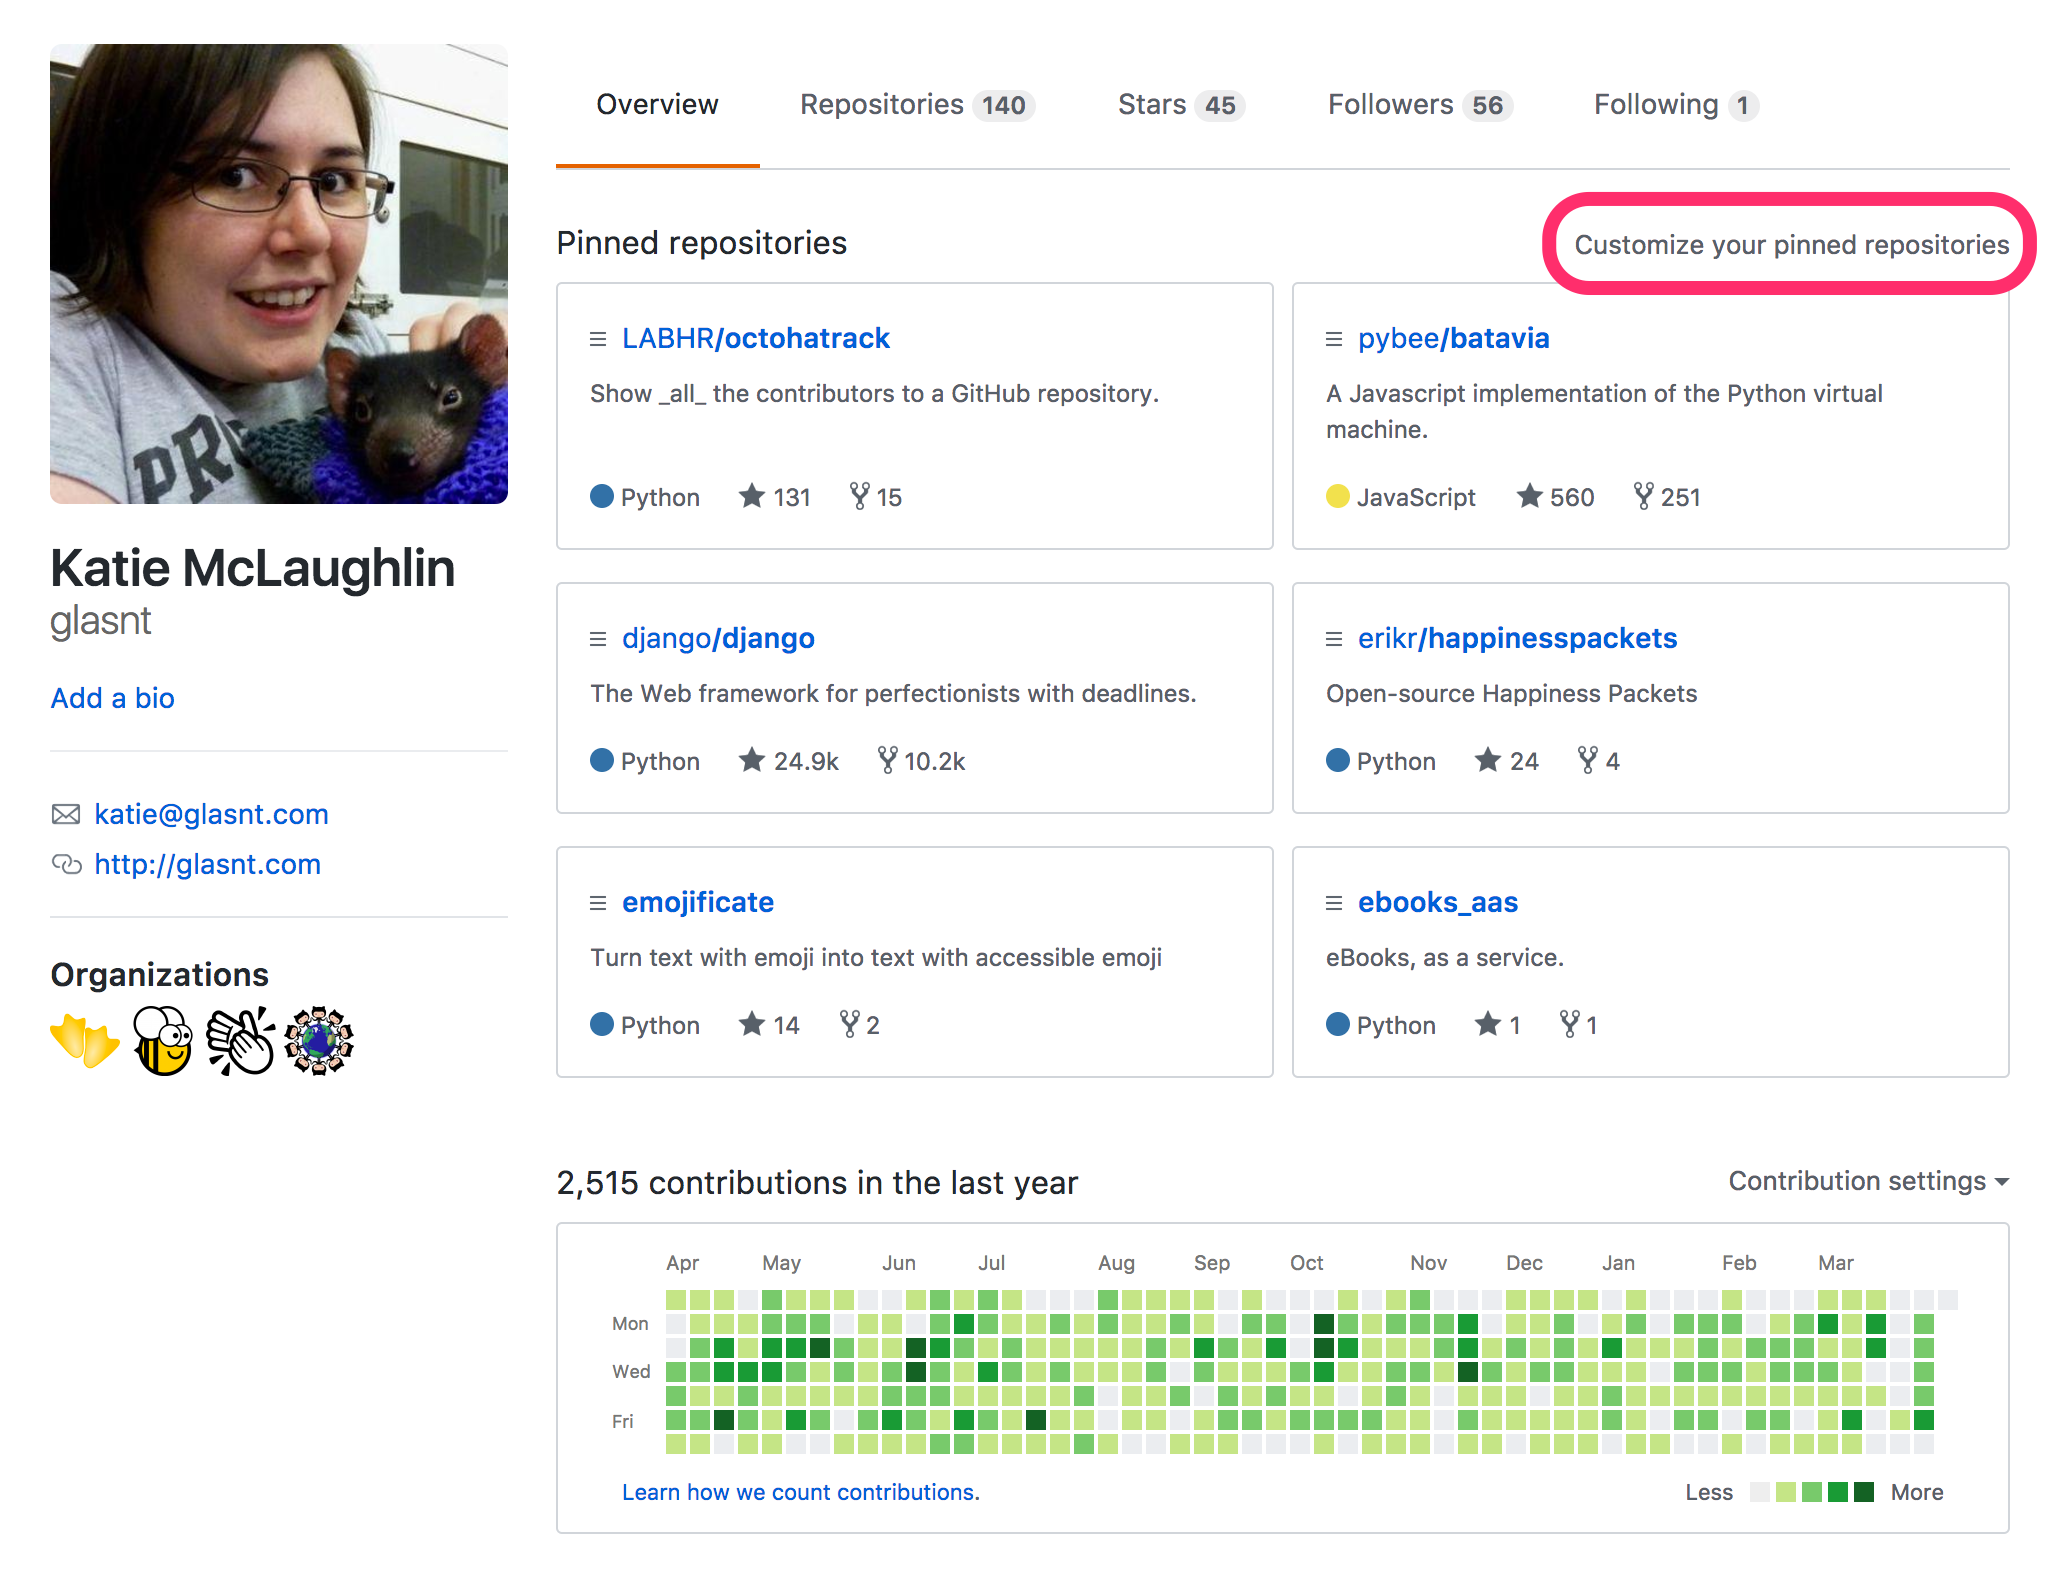 Overview
Repositories 140
Stars 45
Followers 56
Following 1
Pinned repositories
Customize your pinned repositories
LABHR/octohatrack
Show _all_ the contributors to a GitHub repository.
Python 131 15
pybee/batavia
A Javascript implementation of the Python virtual
machine.
JavaScript 560 251
django/django
The Web framework for perfectionists with deadlines.
Python 24.9k 10.2k
erikr/happinesspackets
Open-source Happiness Packets
Python 24 4
emojificate
Turn text with emoji into text with accessible emoji
Python 14 2
ebooks_aas
eBooks, as a service.
Python 1 1
Katie McLaughlin
glasnt
Add a bio
katie@glasnt.com
http://glasnt.com
Organizations
2,515 contributions in the last year
Contribution settings
Apr May Jun Jul Aug Sep Oct Nov Dec Jan Feb Mar
Mon
Wed
Fri
Learn how we count contributions.
Less More